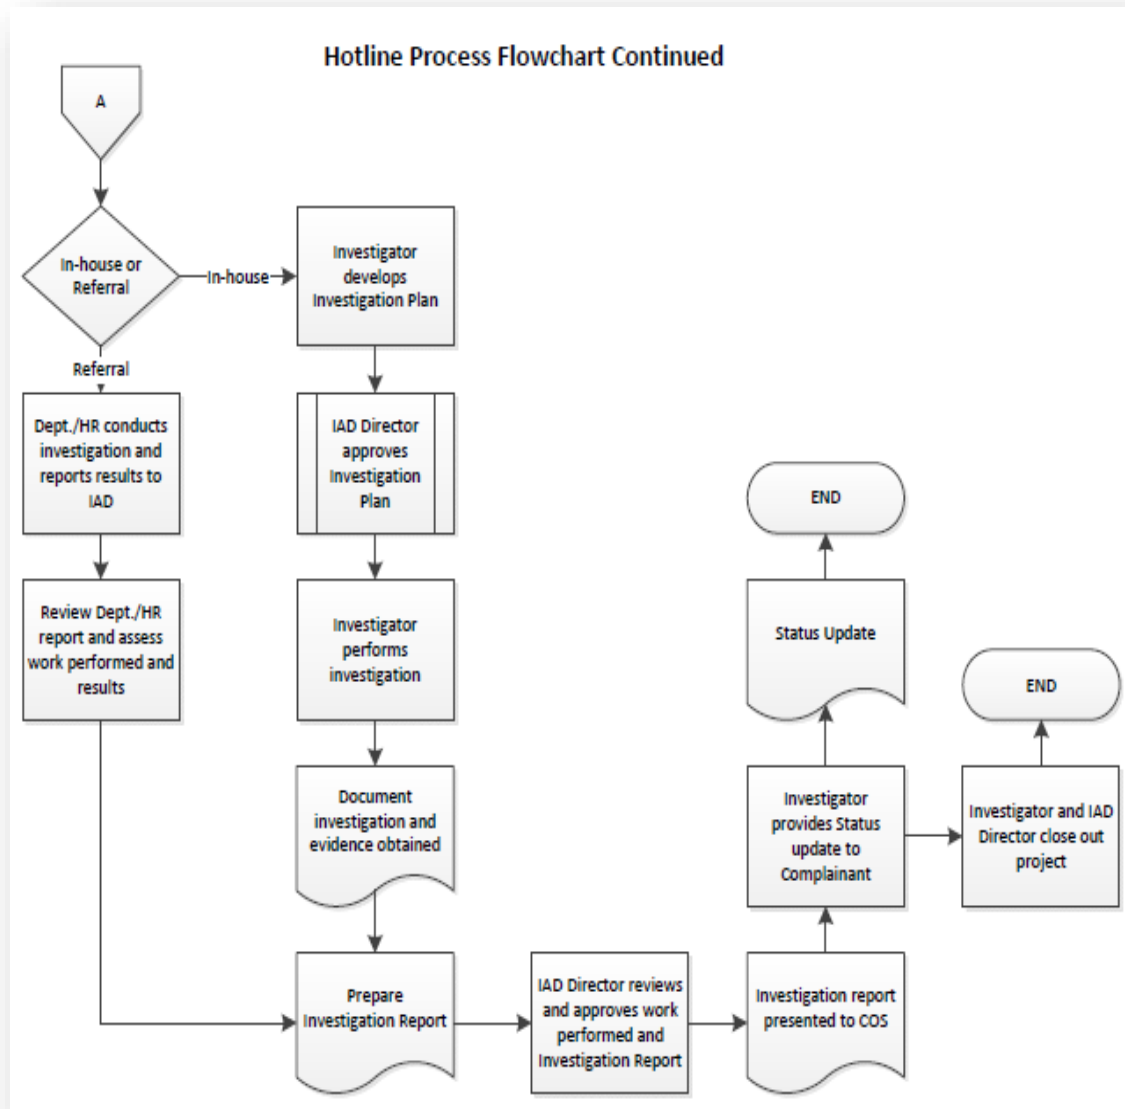 Hotline Process Flowchart Continued
A
In-house or
Referral
In-house
Investigator
develops
Investigation Plan
Referral
Dept./HR conducts
investigation and
reports results to
IAD
IAD Director
approves
Investigation
Plan
Review Dept./HR
report and assess
work performed and
results
Investigator
performs
investigation
Document
investigation and
evidence obtained
Prepare
Investigation Report
IAD Director reviews
and approves work
performed and
Investigation Report
Investigation report
presented to COS
Investigator
provides Status
update to
Complainant
Status Update
END
Investigator and IAD
Director close out
project
END